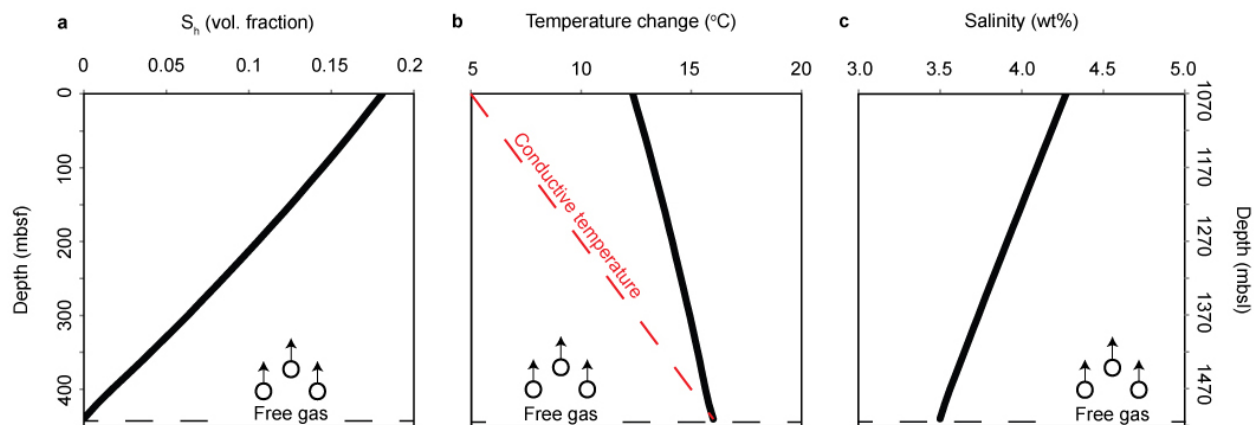 a
S_h (vol. fraction)
0 0.05 0.1 0.15 0.2
Depth (mbsf)
0
100
200
300
400
Free gas
b
Temperature change (°C)
5 10 15 20
Conductive temperature
Free gas
c
Salinity (wt%)
3.0 3.5 4.0 4.5 5.0
Free gas
1070
1170
1270
1370
1470
Depth (mbsl)